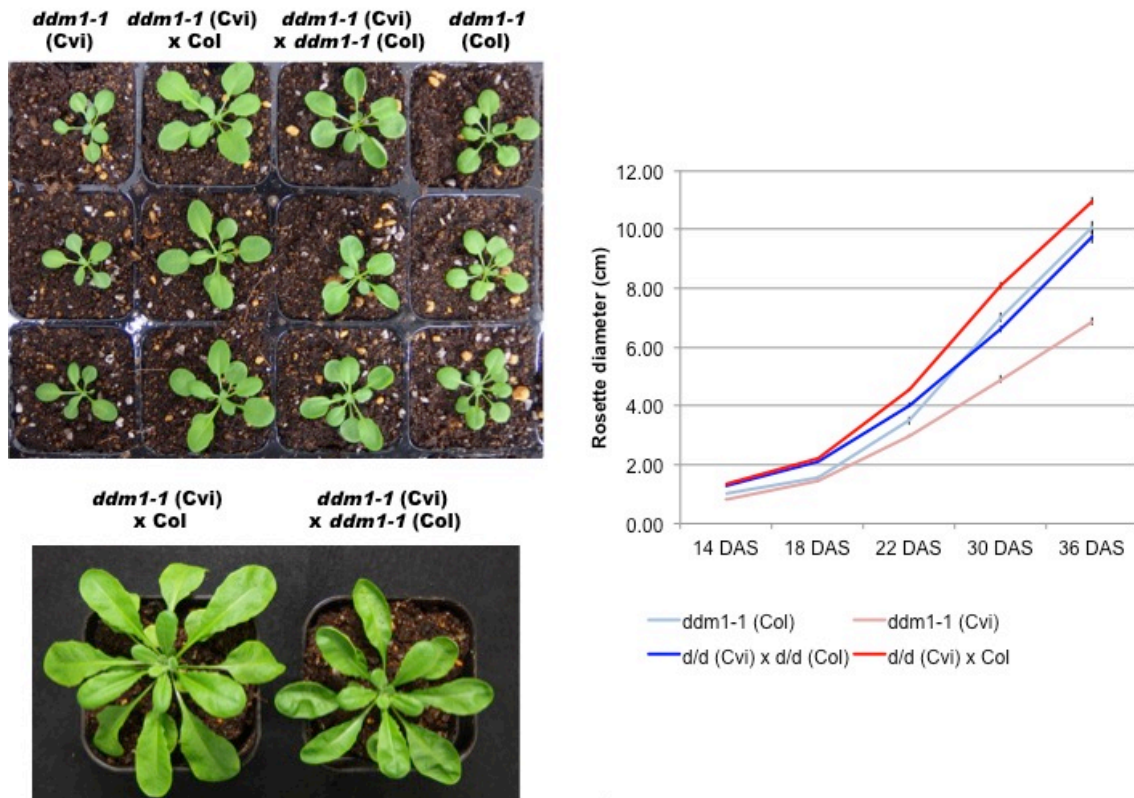 ddm1-1 (Cvi)
ddm1-1 (Cvi) x Col
ddm1-1 (Cvi) x ddm1-1 (Col)
ddm1-1 (Col)
ddm1-1 (Cvi) x Col
ddm1-1 (Cvi) x ddm1-1 (Col)
Rosette diameter (cm)
12.00
10.00
8.00
6.00
4.00
2.00
0.00
14 DAS 18 DAS 22 DAS 30 DAS 36 DAS
ddm1-1 (Col) ddm1-1 (Cvi)
d/d (Cvi) x d/d (Col) d/d (Cvi) x Col